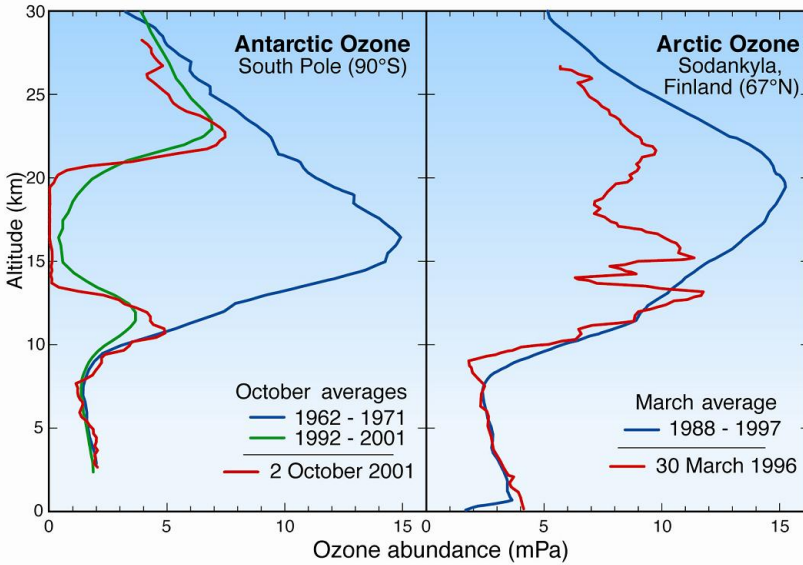 Antarctic Ozone
South Pole (90°S)
Arctic Ozone
Sodankyla,
Finland (67°N)
30
25
20
15
10
5
0
Altitude (km)
October averages
1962 - 1971
1992 - 2001
2 October 2001
March average
1988 - 1997
30 March 1996
0
5
10
15
0
5
10
15
Ozone abundance (mPa)